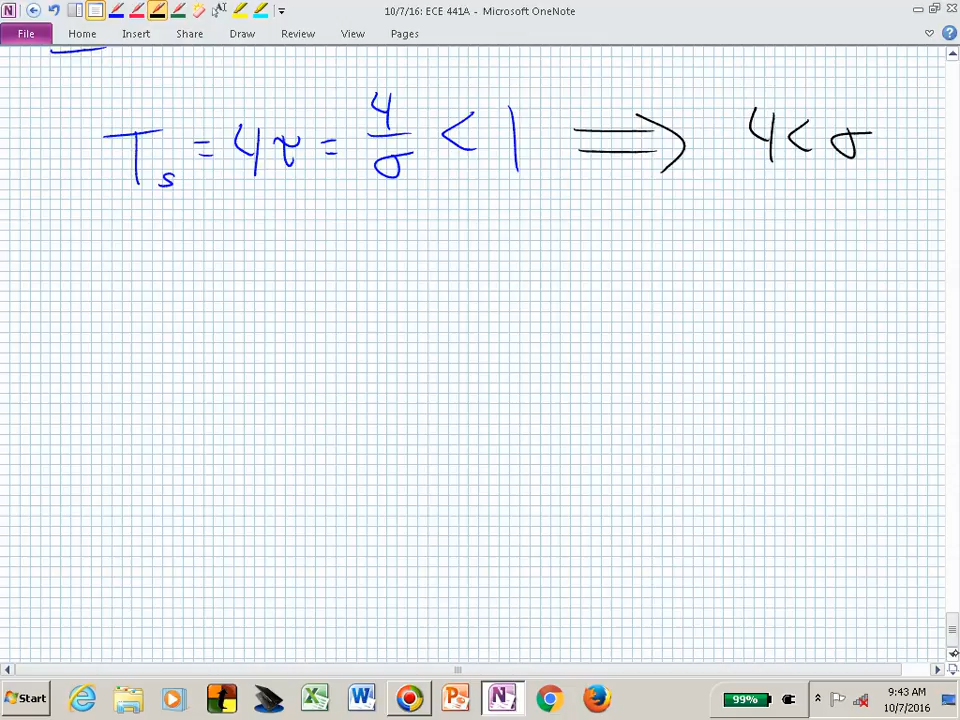 10/7/16: ECE 441A - Microsoft OneNote
File Home Insert Share Draw Review View Pages
T_s = 4τ = 4/σ < 1 ⟹ 4 < σ
Start
99%
9:43 AM
10/7/2016